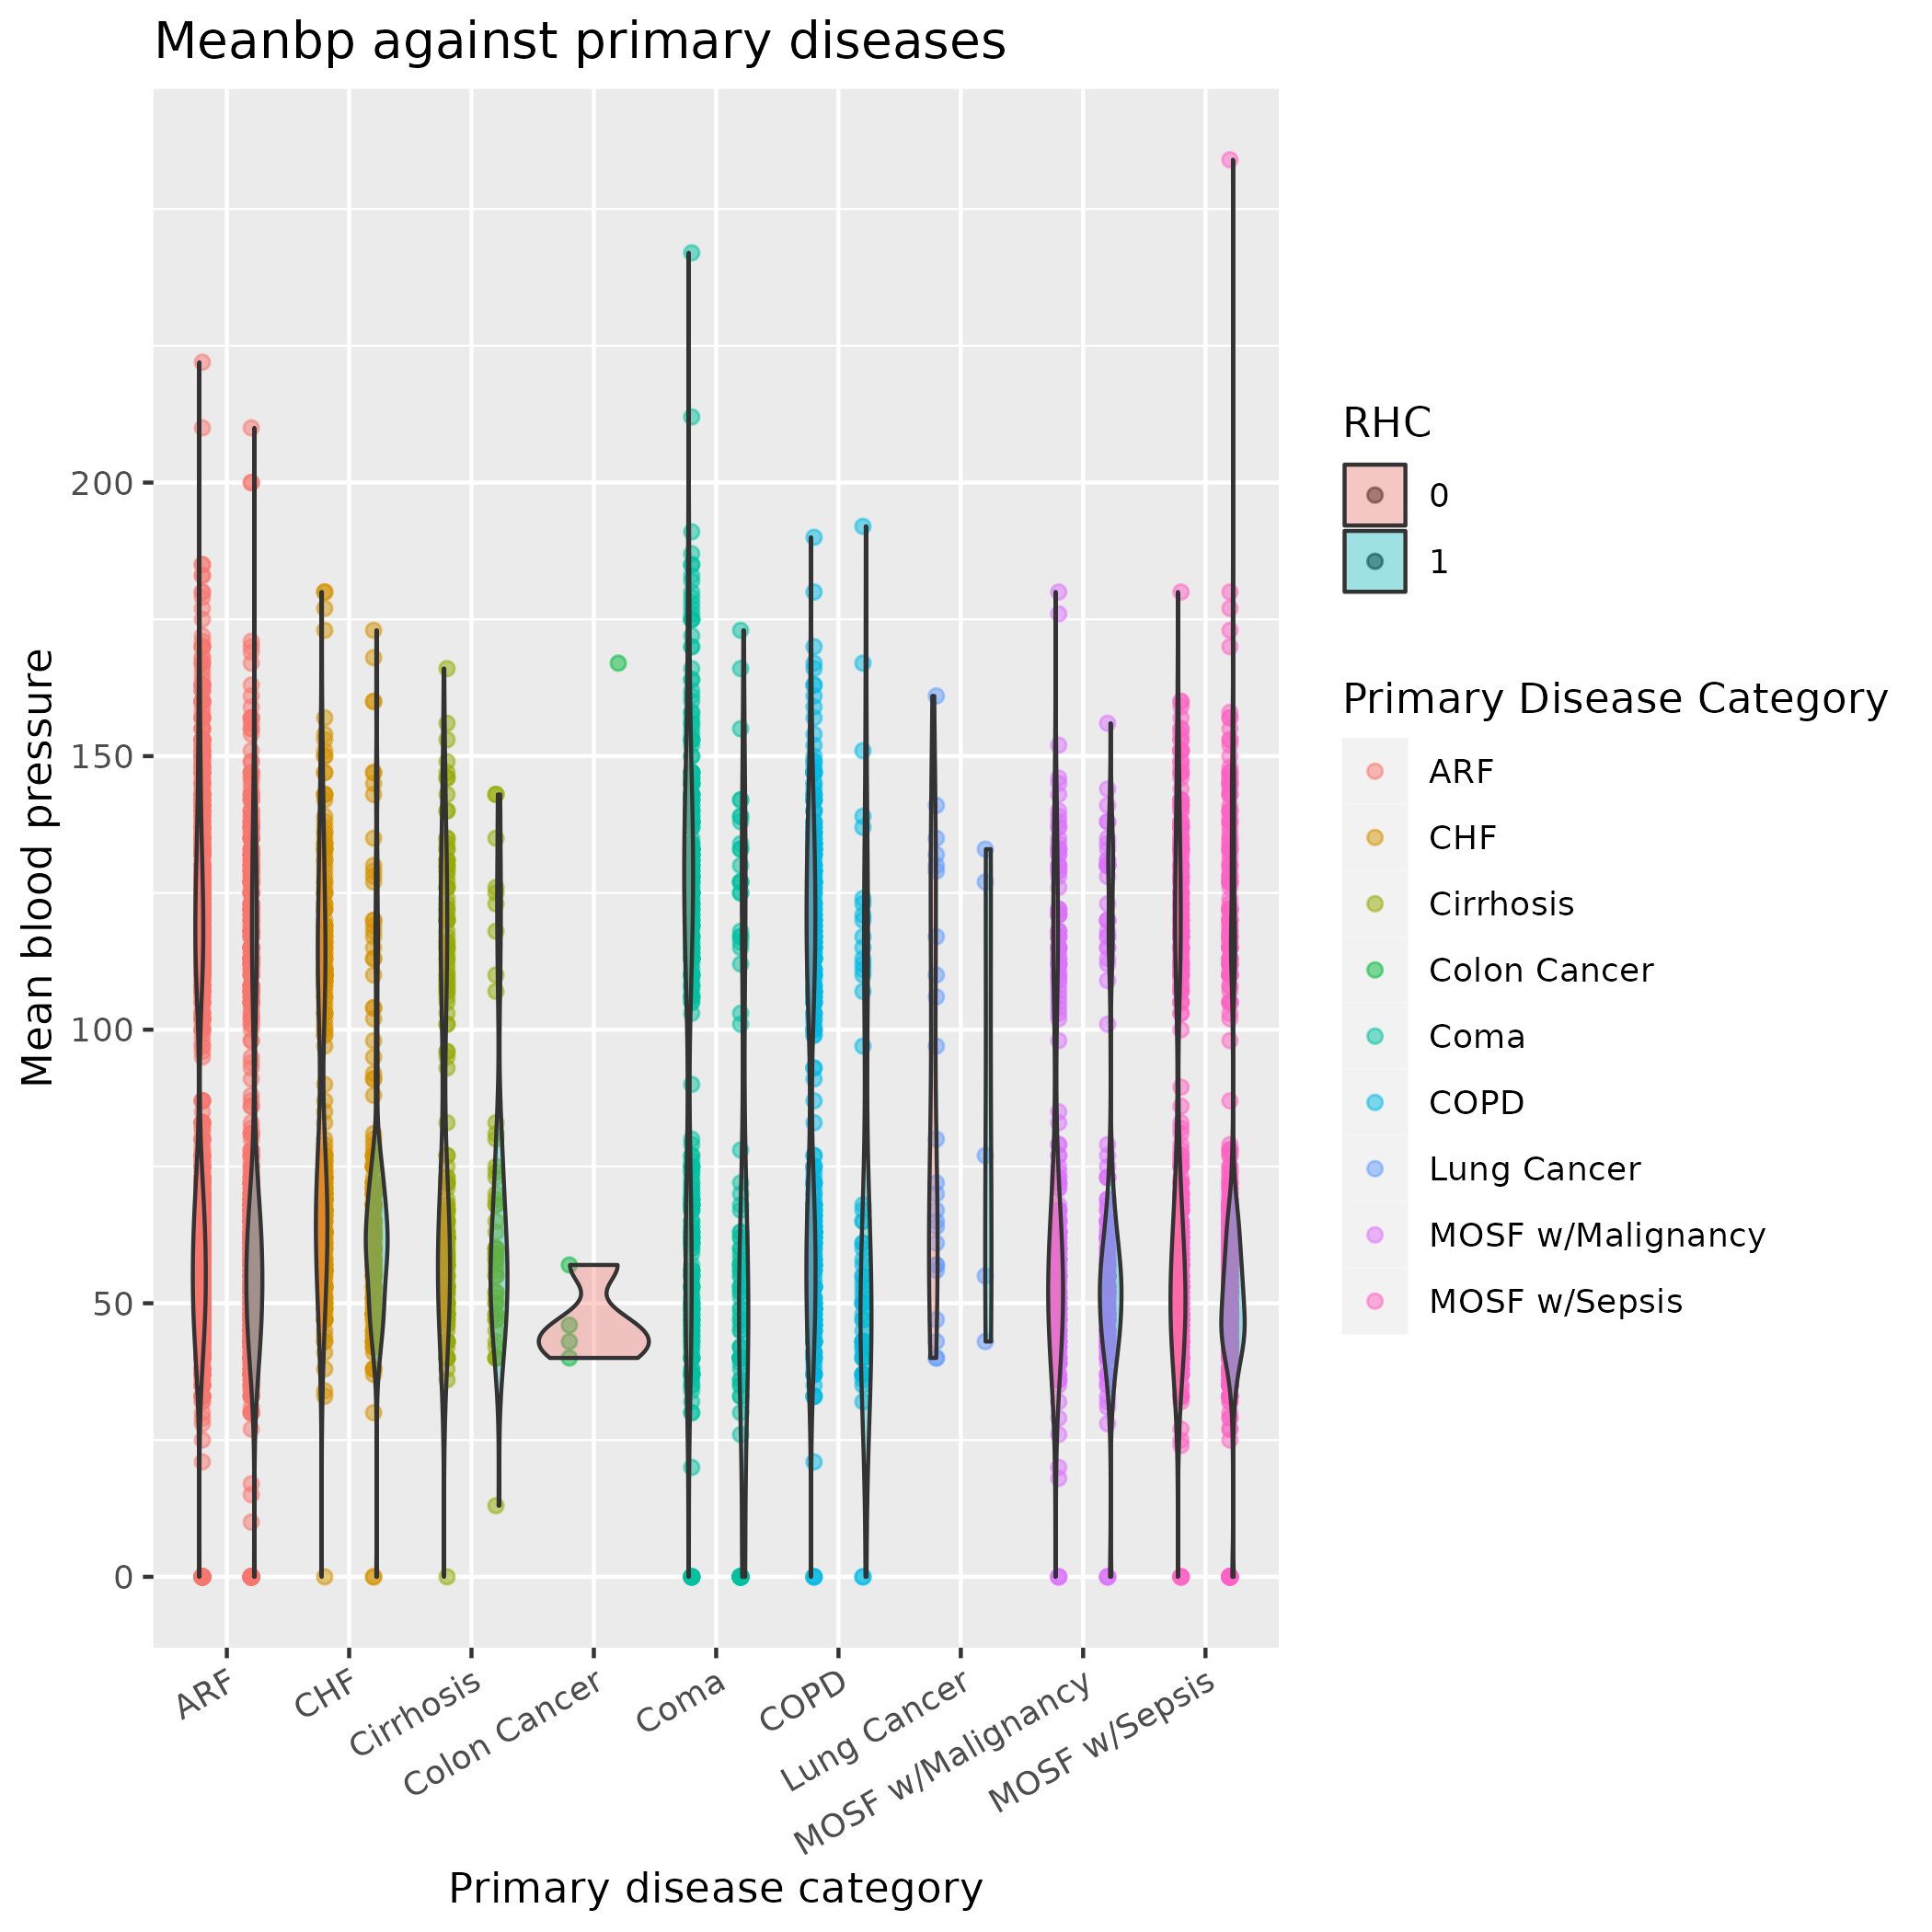 Meanbp against primary diseases
Mean blood pressure
200
150
100
50
0
ARF
CHF
Cirrhosis
Colon Cancer
Coma
COPD
Lung Cancer
MOSF w/Malignancy
MOSF w/Sepsis
Primary disease category
RHC
0
1
Primary Disease Category
ARF
CHF
Cirrhosis
Colon Cancer
Coma
COPD
Lung Cancer
MOSF w/Malignancy
MOSF w/Sepsis